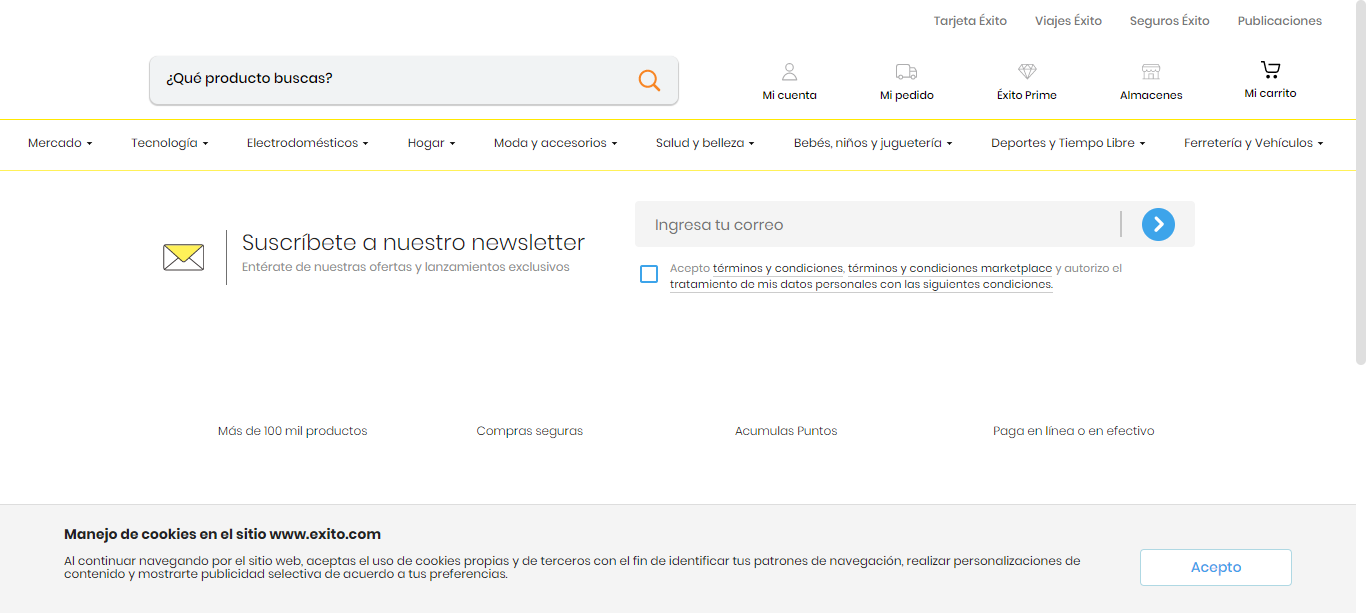 Tarjeta Éxito Viajes Éxito Seguros Éxito Publicaciones
¿Qué producto buscas?
Mi cuenta Mi pedido Éxito Prime Almacenes Mi carrito
Mercado Tecnología Electrodomésticos Hogar Moda y accesorios Salud y belleza Bebés, niños y juguetería Deportes y Tiempo Libre Ferretería y Vehículos
Suscríbete a nuestro newsletter
Entérate de nuestras ofertas y lanzamientos exclusivos
Ingresa tu correo
Acepto términos y condiciones, términos y condiciones marketplace y autorizo el
tratamiento de mis datos personales con las siguientes condiciones.
Más de 100 mil productos Compras seguras Acumulas Puntos Paga en línea o en efectivo
Manejo de cookies en el sitio www.exito.com
Al continuar navegando por el sitio web, aceptas el uso de cookies propias y de terceros con el fin de identificar tus patrones de navegación, realizar personalizaciones de
contenido y mostrarte publicidad selectiva de acuerdo a tus preferencias.
Acepto